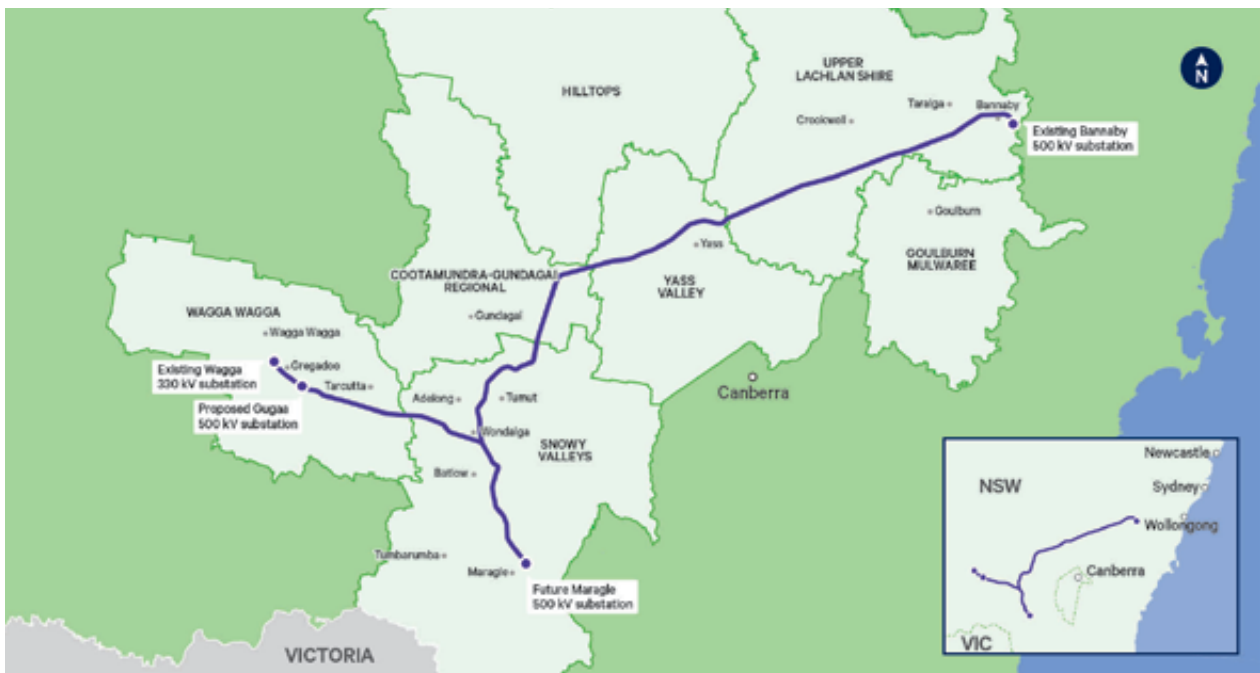 N
UPPER
LACHLAN SHIRE
HILLTOPS
Taralga
Bannaby
Crookwell
Existing Bannaby
500 kV substation
Goulburn
Yass
GOULBURN
MULWAREE
COOTAMUNDRA-GUNDAGAI
REGIONAL
YASS
VALLEY
WAGGA WAGGA
Gundagai
Wagga Wagga
Existing Wagga
330 kV substation
Gregadoo
Tarcutta
Proposed Gugaa
500 kV substation
Adelong
Tumut
Canberra
Wondalga
SNOWY
VALLEYS
Batlow
Tumbarumba
Maragle
Future Maragle
500 kV substation
VICTORIA
Newcastle
NSW
Sydney
Wollongong
Canberra
VIC